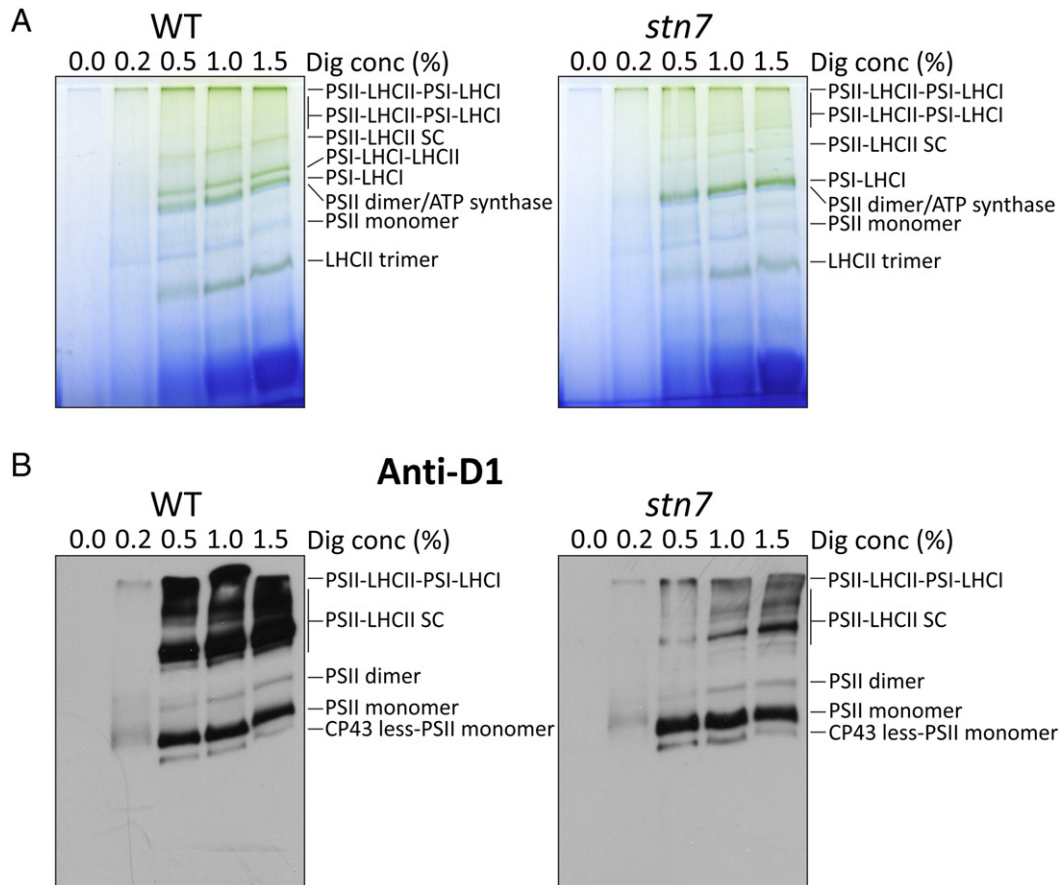 A
WT
0.0 0.2 0.5 1.0 1.5 Dig conc (%)
PSII-LHCII-PSI-LHCI
PSII-LHCII-PSI-LHCI
PSII-LHCII SC
PSI-LHCI-LHCII
PSI-LHCI
PSII dimer/ATP synthase
PSII monomer
LHCII trimer
stn7
0.0 0.2 0.5 1.0 1.5 Dig conc (%)
PSII-LHCII-PSI-LHCI
PSII-LHCII-PSI-LHCI
PSII-LHCII SC
PSI-LHCI
PSII dimer/ATP synthase
PSII monomer
LHCII trimer
B
Anti-D1
WT
0.0 0.2 0.5 1.0 1.5 Dig conc (%)
PSII-LHCII-PSI-LHCI
PSII-LHCII SC
PSII dimer
PSII monomer
CP43 less-PSII monomer
stn7
0.0 0.2 0.5 1.0 1.5 Dig conc (%)
PSII-LHCII-PSI-LHCI
PSII-LHCII SC
PSII dimer
PSII monomer
CP43 less-PSII monomer